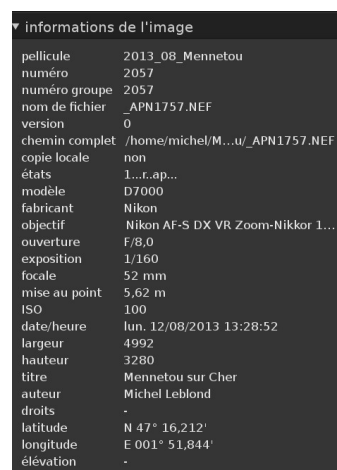 informations de l'image
pellicule 2013_08_Mennetou
numéro 2057
numéro groupe 2057
nom de fichier _APN1757.NEF
version 0
chemin complet /home/michel/M...u/_APN1757.NEF
copie locale non
états 1...r..ap...
modèle D7000
fabricant Nikon
objectif Nikon AF-S DX VR Zoom-Nikkor 1...
ouverture F/8,0
exposition 1/160
focale 52 mm
mise au point 5,62 m
ISO 100
date/heure lun. 12/08/2013 13:28:52
largeur 4992
hauteur 3280
titre Mennetou sur Cher
auteur Michel Leblond
droits -
latitude N 47° 16,212'
longitude E 001° 51,844'
élévation -